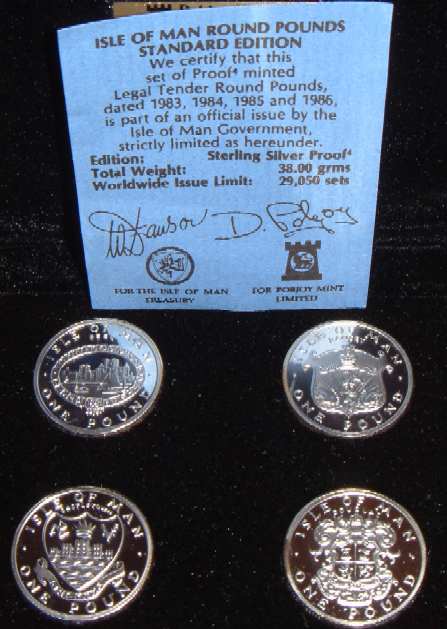 ISLE OF MAN ROUND POUNDS
STANDARD EDITION
We certify that this
set of Proof⁴ minted
Legal Tender Round Pounds,
dated 1983, 1984, 1985 and 1986,
is part of an official issue by the
Isle of Man Government,
strictly limited as hereunder.
Edition: Sterling Silver Proof⁴
Total Weight: 38.00 grms
Worldwide Issue Limit: 29,050 sets
D. Pobjoy
FOR THE ISLE OF MAN
TREASURY
FOR POBJOY MINT
LIMITED
ISLE OF MAN
ONE POUND
ISLE OF MAN
ONE POUND
ISLE OF MAN
ONE POUND
ISLE OF MAN
ONE POUND